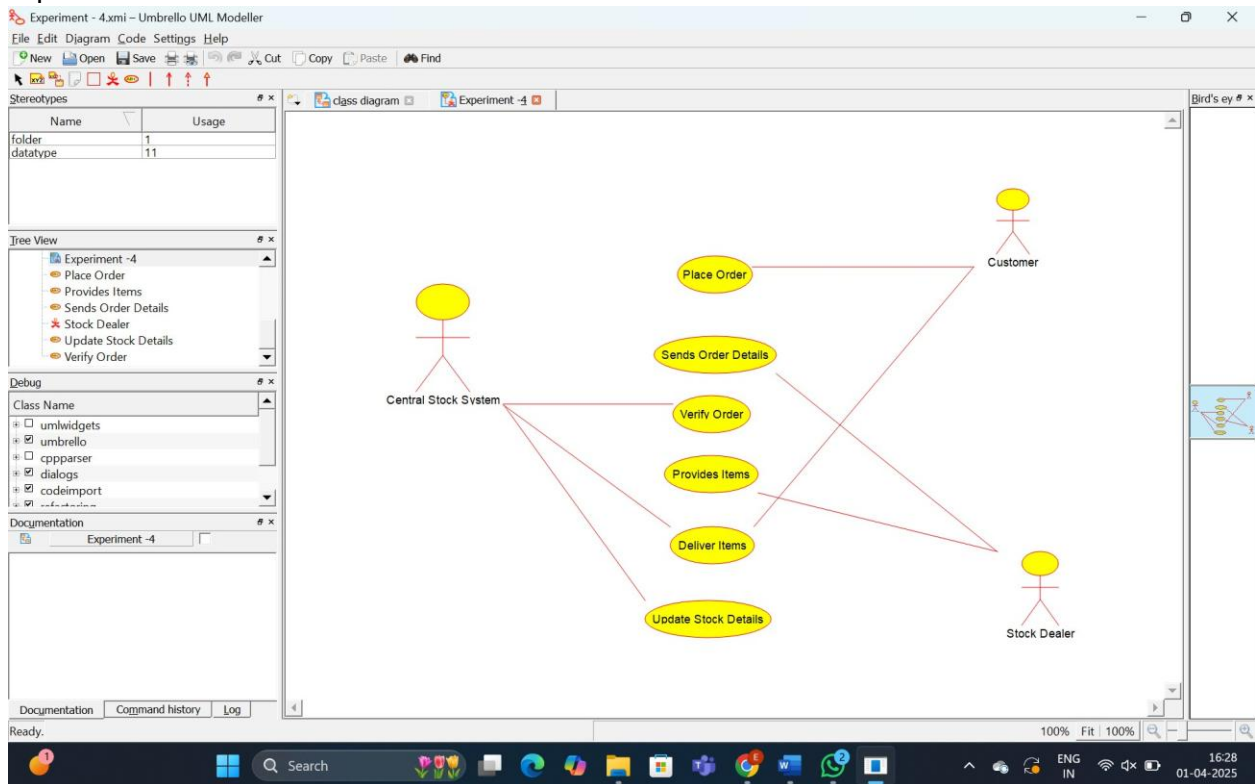 Experiment - 4.xmi – Umbrello UML Modeller
File Edit Diagram Code Settings Help
New Open Save Cut Copy Paste Find
Stereotypes
Name Usage
folder 1
datatype 11
Tree View
Experiment -4
Place Order
Provides Items
Sends Order Details
Stock Dealer
Update Stock Details
Verify Order
Debug
Class Name
umlwidgets
umbrello
cppparser
dialogs
codeimport
Documentation
Experiment -4
Documentation Command history Log
Ready.
class diagram Experiment -4
Bird's ey
Customer
Place Order
Sends Order Details
Central Stock System
Verify Order
Provides Items
Deliver Items
Update Stock Details
Stock Dealer
100% Fit 100%
1
Search
2
ENG
IN
16:28
01-04-2025